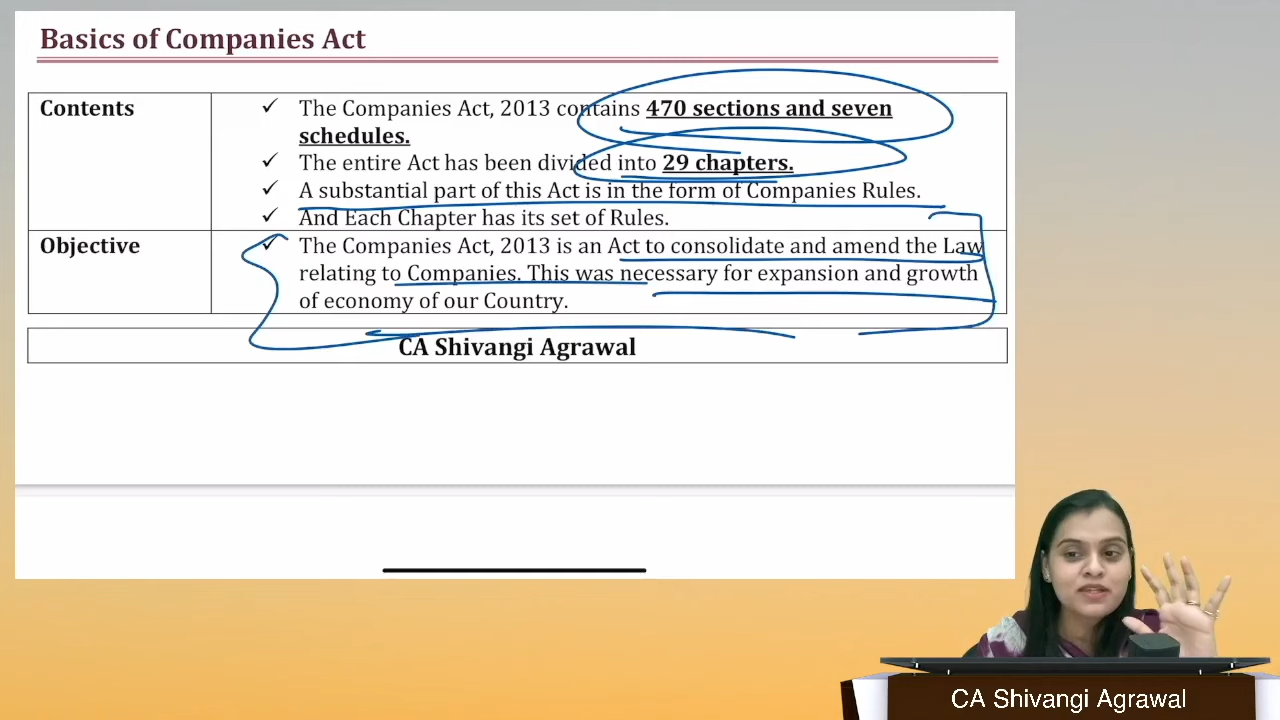 Basics of Companies Act
Contents
✓ The Companies Act, 2013 contains 470 sections and seven
schedules.
✓ The entire Act has been divided into 29 chapters.
✓ A substantial part of this Act is in the form of Companies Rules.
✓ And Each Chapter has its set of Rules.
Objective
✓ The Companies Act, 2013 is an Act to consolidate and amend the Law
relating to Companies. This was necessary for expansion and growth
of economy of our Country.
CA Shivangi Agrawal
CA Shivangi Agrawal